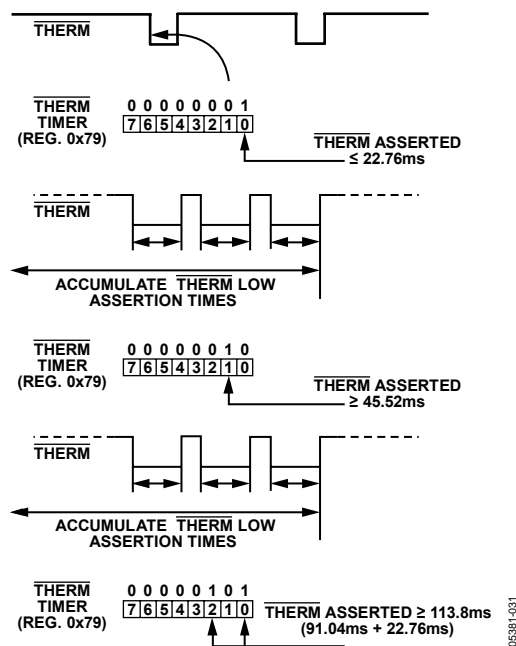 THERM
THERM
TIMER
(REG. 0x79)
0 0 0 0 0 0 0 1
7 6 5 4 3 2 1 0
THERM ASSERTED
≤ 22.76ms
THERM
ACCUMULATE THERM LOW
ASSERTION TIMES
THERM
TIMER
(REG. 0x79)
0 0 0 0 0 0 1 0
7 6 5 4 3 2 1 0
THERM ASSERTED
≥ 45.52ms
THERM
ACCUMULATE THERM LOW
ASSERTION TIMES
THERM
TIMER
(REG. 0x79)
0 0 0 0 0 1 0 1
7 6 5 4 3 2 1 0
THERM ASSERTED ≥ 113.8ms
(91.04ms + 22.76ms)
05381-031